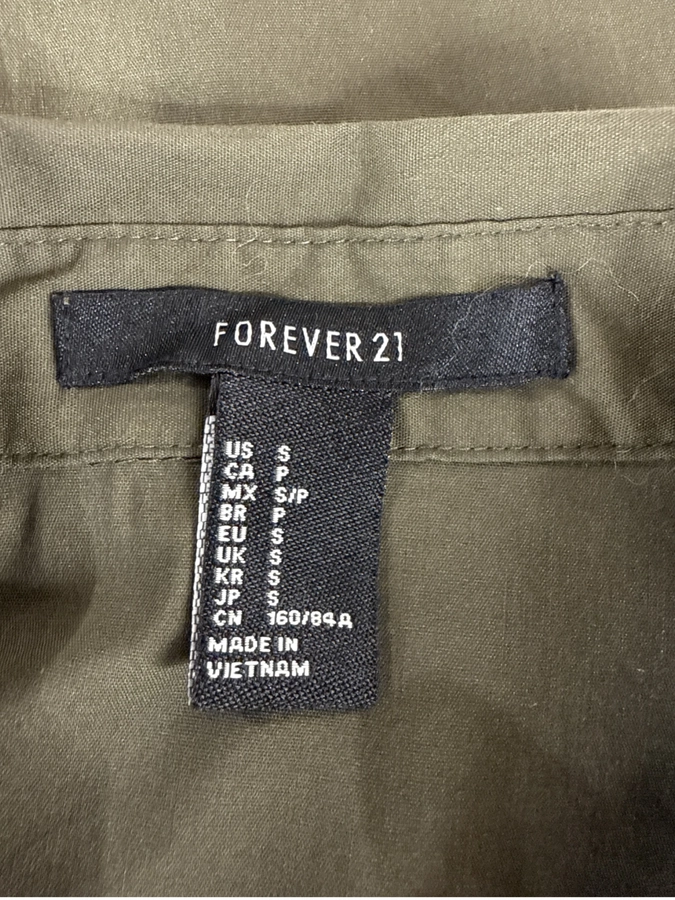 FOREVER 21
US S
CA P
MX S/P
BR P
EU S
UK S
KR S
JP S
CN 160/84A
MADE IN
VIETNAM